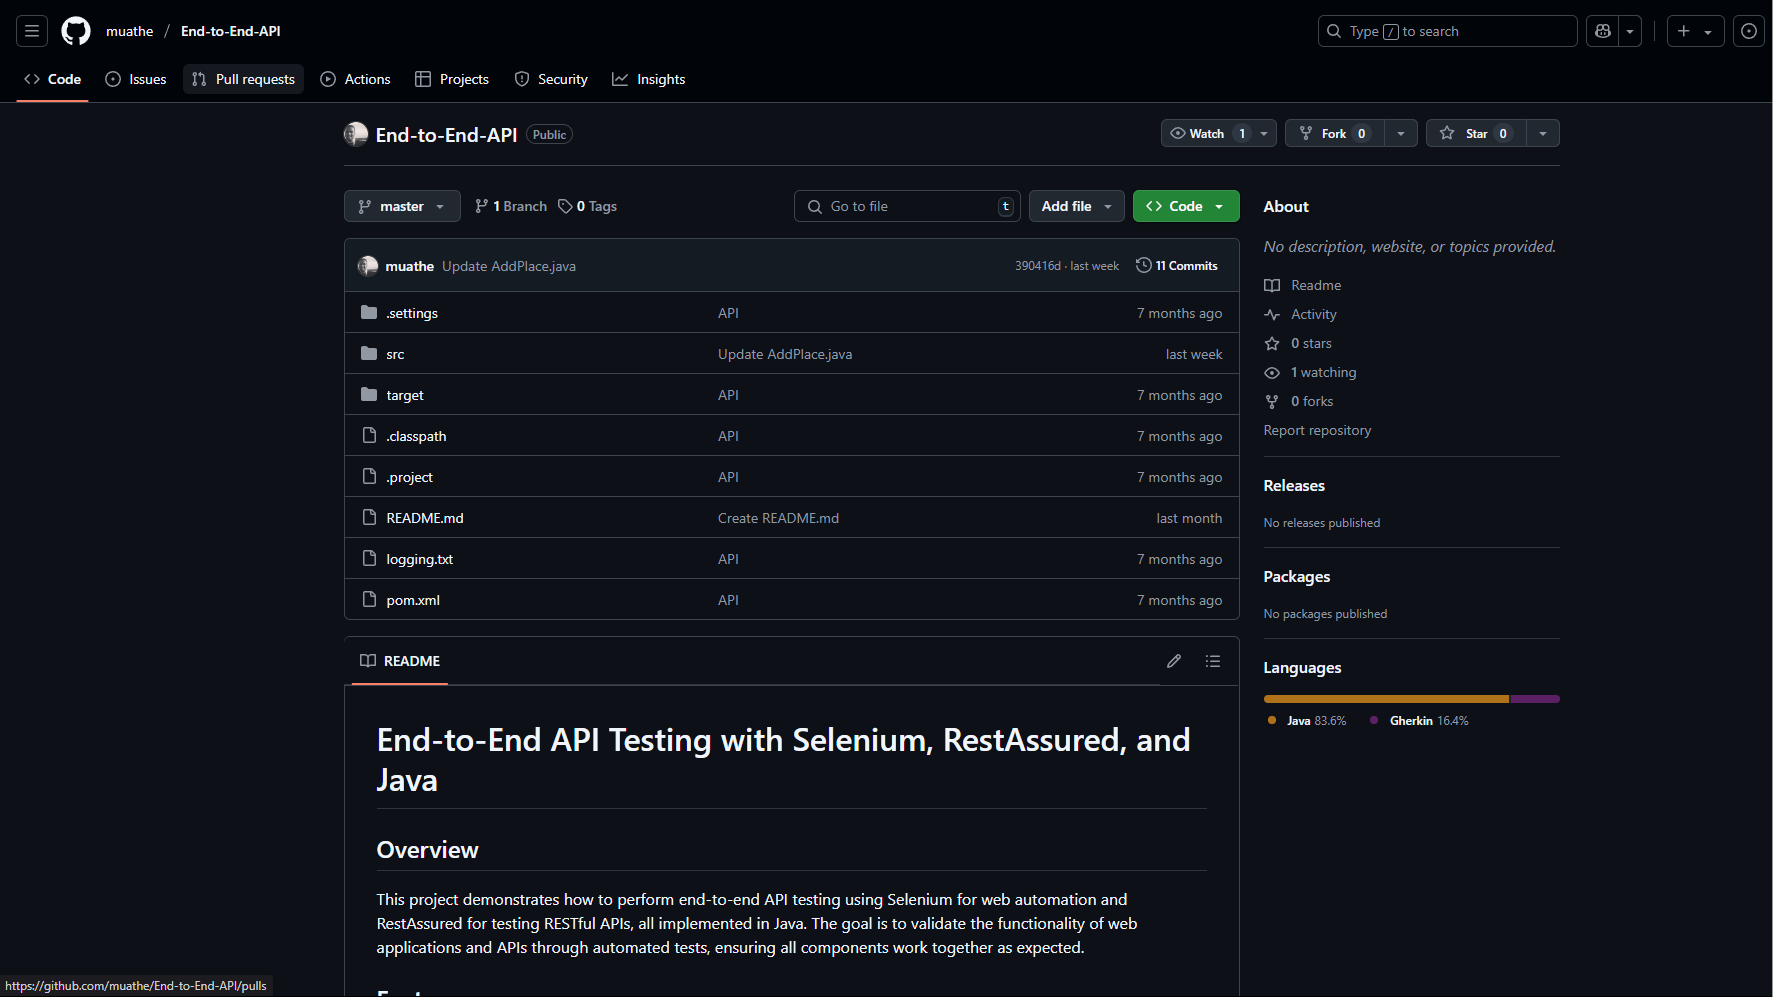 muathe / End-to-End-API
Type / to search
Code Issues Pull requests Actions Projects Security Insights
End-to-End-API Public
Watch 1 Fork 0 Star 0
master 1 Branch 0 Tags Go to file t Add file Code
muathe Update AddPlace.java 390416d · last week 11 Commits
.settings API 7 months ago
src Update AddPlace.java last week
target API 7 months ago
.classpath API 7 months ago
.project API 7 months ago
README.md Create README.md last month
logging.txt API 7 months ago
pom.xml API 7 months ago
README
End-to-End API Testing with Selenium, RestAssured, and
Java
Overview
This project demonstrates how to perform end-to-end API testing using Selenium for web automation and
RestAssured for testing RESTful APIs, all implemented in Java. The goal is to validate the functionality of web
applications and APIs through automated tests, ensuring all components work together as expected.
About
No description, website, or topics provided.
Readme
Activity
0 stars
1 watching
0 forks
Report repository
Releases
No releases published
Packages
No packages published
Languages
Java 83.6% Gherkin 16.4%
https://github.com/muathe/End-to-End-API/pulls